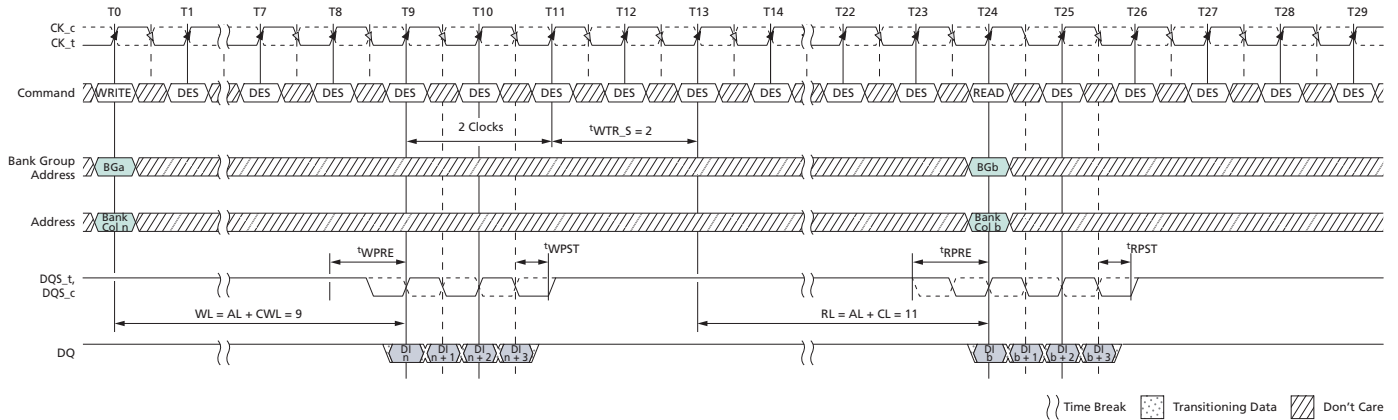 T0 T1 T7 T8 T9 T10 T11 T12 T13 T14 T22 T23 T24 T25 T26 T27 T28 T29
CK_c
CK_t
Command WRITE DES DES DES DES DES DES DES DES DES DES DES READ DES DES DES DES DES
2 Clocks tWTR_S = 2
Bank Group
Address
BGa BGb
Address
Bank
Col n
Bank
Col b
tWPRE tWPST tRPRE tRPST
DQS_t,
DQS_c
WL = AL + CWL = 9 RL = AL + CL = 11
DQ
DI
n
DI
n + 1
DI
n + 2
DI
n + 3
DI
b
DI
b + 1
DI
b + 2
DI
b + 3
Time Break Transitioning Data Don't Care